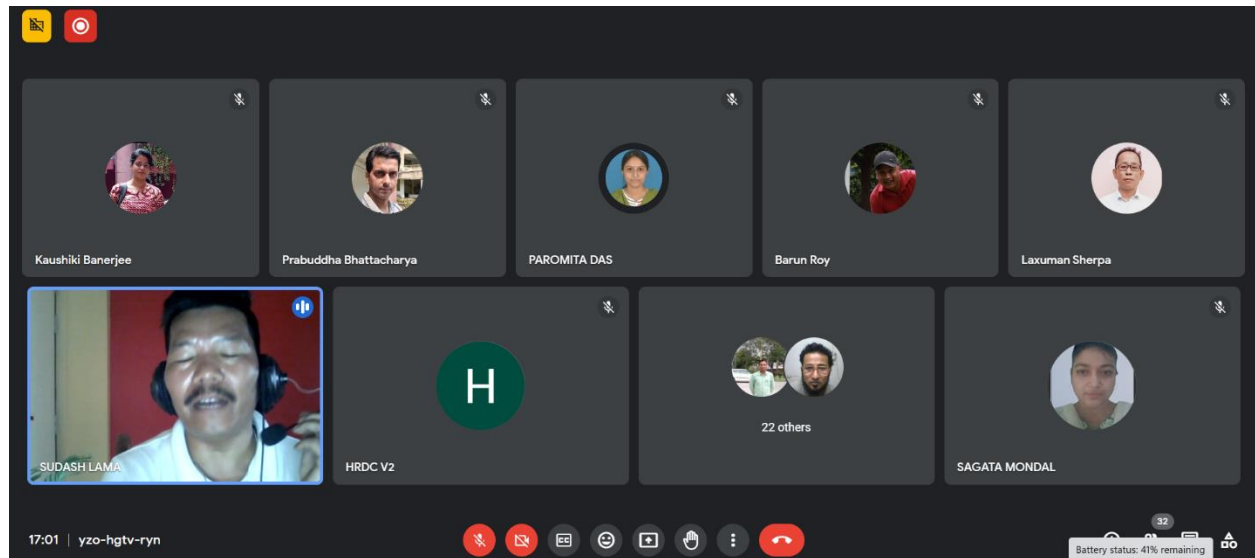 Kaushiki Banerjee
Prabuddha Bhattacharya
PAROMITA DAS
Barun Roy
Laxuman Sherpa
SUDASH LAMA
H
HRDC V2
22 others
SAGATA MONDAL
17:01 | yzo-hgtv-ryn
CC
32
Battery status: 41% remaining